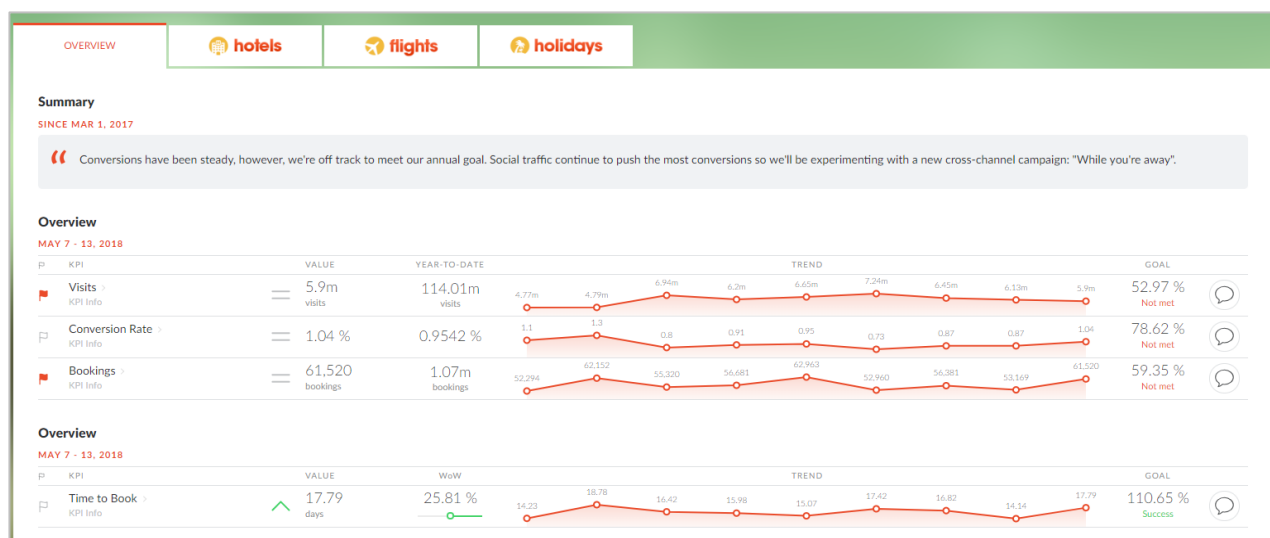 OVERVIEW
hotels
flights
holidays
Summary
SINCE MAR 1, 2017
“ Conversions have been steady, however, we're off track to meet our annual goal. Social traffic continue to push the most conversions so we'll be experimenting with a new cross-channel campaign: "While you're away".
Overview
MAY 7 - 13, 2018
KPI VALUE YEAR-TO-DATE TREND GOAL
Visits >
KPI Info
5.9m
visits
114.01m
visits
4.77m 4.79m 6.94m 6.2m 6.65m 7.24m 6.45m 6.13m 5.9m
52.97 %
Not met
Conversion Rate >
KPI Info
1.04 %
0.9542 %
1.1 1.3 0.8 0.91 0.95 0.73 0.87 0.87 1.04
78.62 %
Not met
Bookings >
KPI Info
61,520
bookings
1.07m
bookings
52,294 62,152 55,320 56,681 62,963 52,960 56,381 53,169 61,520
59.35 %
Not met
Overview
MAY 7 - 13, 2018
KPI VALUE WoW TREND GOAL
Time to Book >
KPI Info
17.79
days
25.81 %
14.23 18.78 16.42 15.98 15.07 17.42 16.82 14.14 17.79
110.65 %
Success